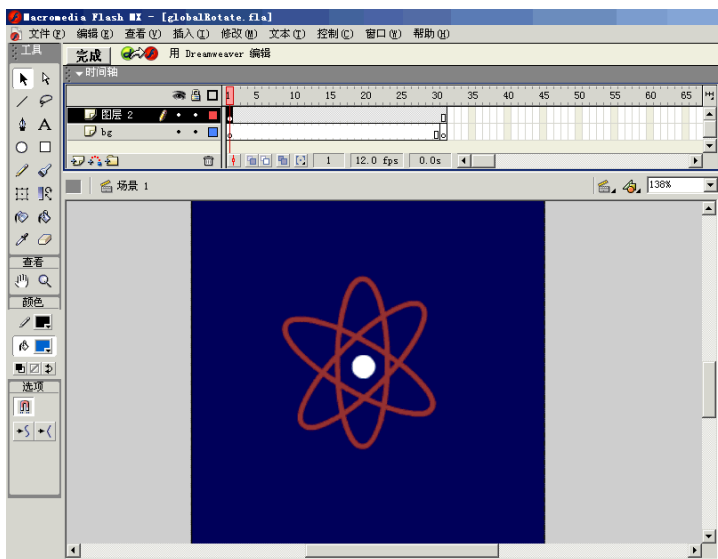 Macromedia Flash MX - [globalRotate.fla]
文件(F) 编辑(E) 查看(V) 插入(I) 修改(M) 文本(T) 控制(C) 窗口(W) 帮助(H)
工具
完成 用 Dreamweaver 编辑
时间轴
1 5 10 15 20 25 30 35 40 45 50 55 60 65
图层 2
bg
1 12.0 fps 0.0s
场景 1
138%
A
查看
颜色
选项